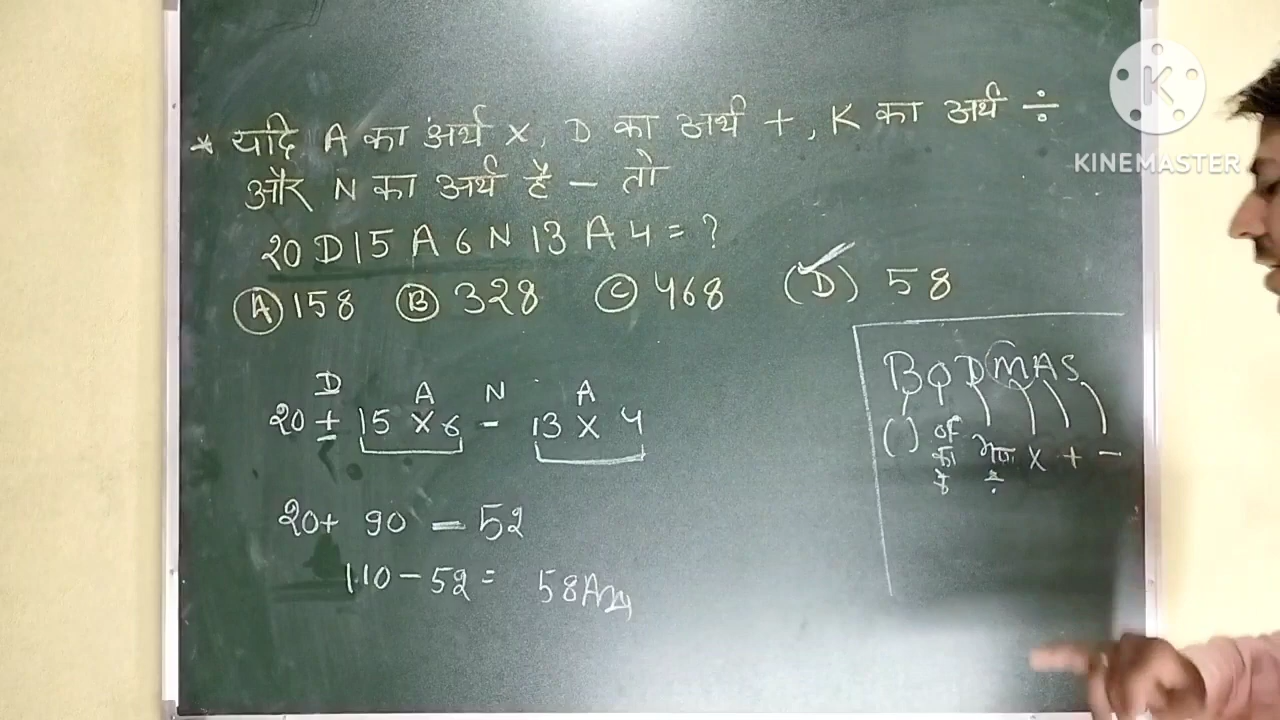 * यदि A का अर्थ ×, D का अर्थ +, K का अर्थ ÷
और N का अर्थ है – तो
20 D 15 A 6 N 13 A 4 = ?
(A) 158 (B) 328 (C) 468 (D) 58
D A N A
20 + 15 × 6 - 13 × 4
20 + 90 - 52
110 - 52 = 58 Ans
BODMAS
( ) of × + -
का
÷
K
KINEMASTER